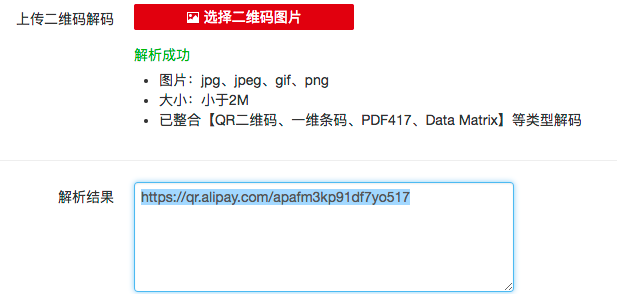 上传二维码解码
选择二维码图片
解析成功
图片：jpg、jpeg、gif、png
大小：小于2M
已整合【QR二维码、一维条码、PDF417、Data Matrix】等类型解码
解析结果
https://qr.alipay.com/apafm3kp91df7yo517